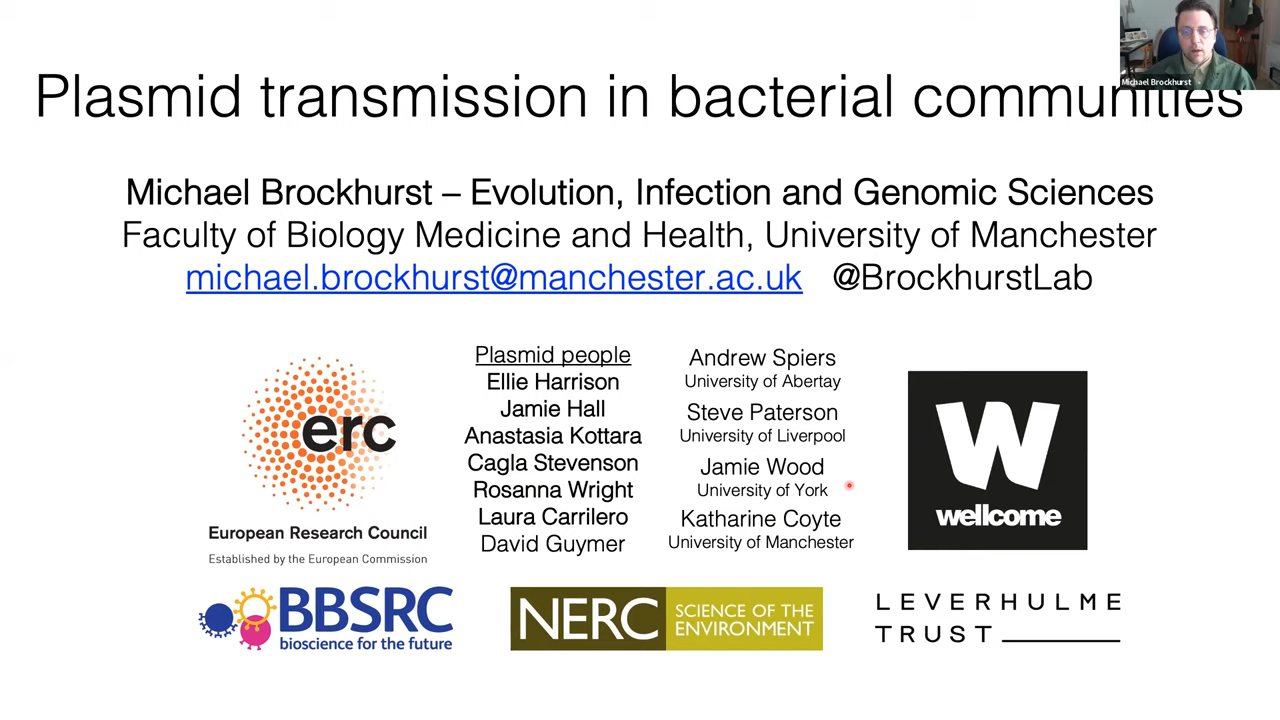 Michael Brockhurst
Plasmid transmission in bacterial communities
Michael Brockhurst – Evolution, Infection and Genomic Sciences
Faculty of Biology Medicine and Health, University of Manchester
michael.brockhurst@manchester.ac.uk @BrockhurstLab
erc
European Research Council
Established by the European Commission
Plasmid people
Ellie Harrison
Jamie Hall
Anastasia Kottara
Cagla Stevenson
Rosanna Wright
Laura Carrilero
David Guymer
Andrew Spiers
University of Abertay
Steve Paterson
University of Liverpool
Jamie Wood
University of York
Katharine Coyte
University of Manchester
W
wellcome
BBSRC
bioscience for the future
NERC
SCIENCE OF THE
ENVIRONMENT
LEVERHULME
TRUST